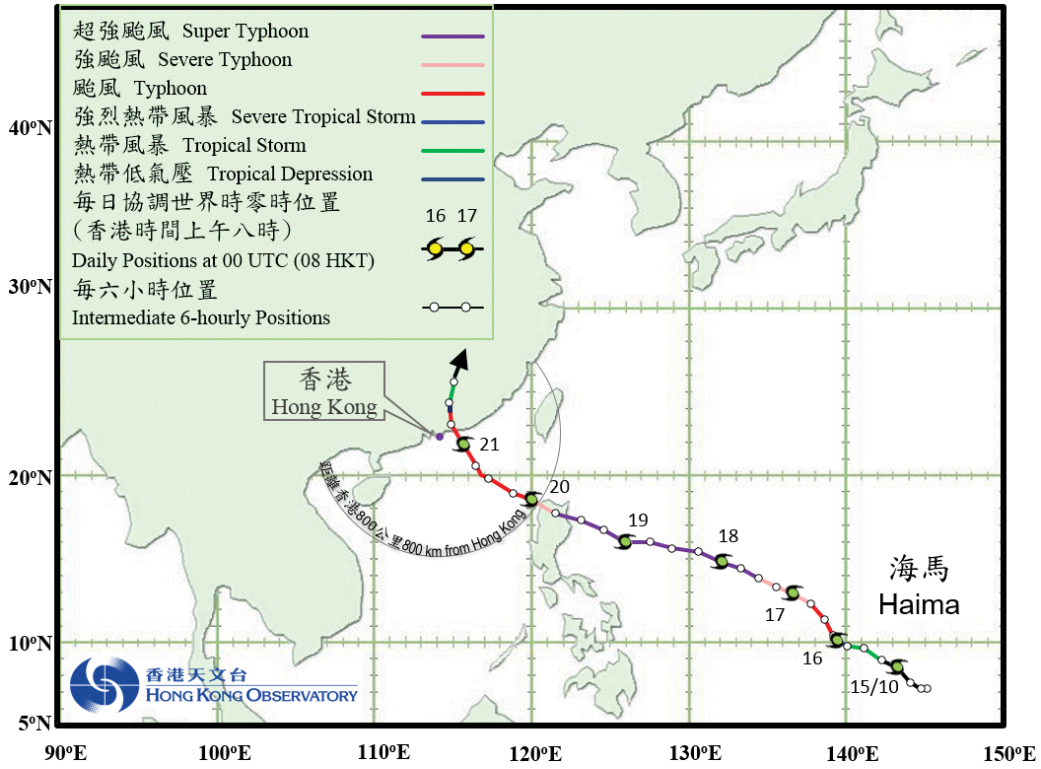 超強颱風 Super Typhoon
強颱風 Severe Typhoon
颱風 Typhoon
強烈熱帶風暴 Severe Tropical Storm
熱帶風暴 Tropical Storm
熱帶低氣壓 Tropical Depression
每日協調世界時零時位置
(香港時間上午八時)
16 17
Daily Positions at 00 UTC (08 HKT)
每六小時位置
Intermediate 6-hourly Positions
40ºN
30ºN
20ºN
10ºN
5ºN
香港
Hong Kong
21
20
19
18
17
16
15/10
距離香港800公里800 km from Hong Kong
海馬
Haima
香港天文台
HONG KONG OBSERVATORY
90ºE 100ºE 110ºE 120ºE 130ºE 140ºE 150ºE